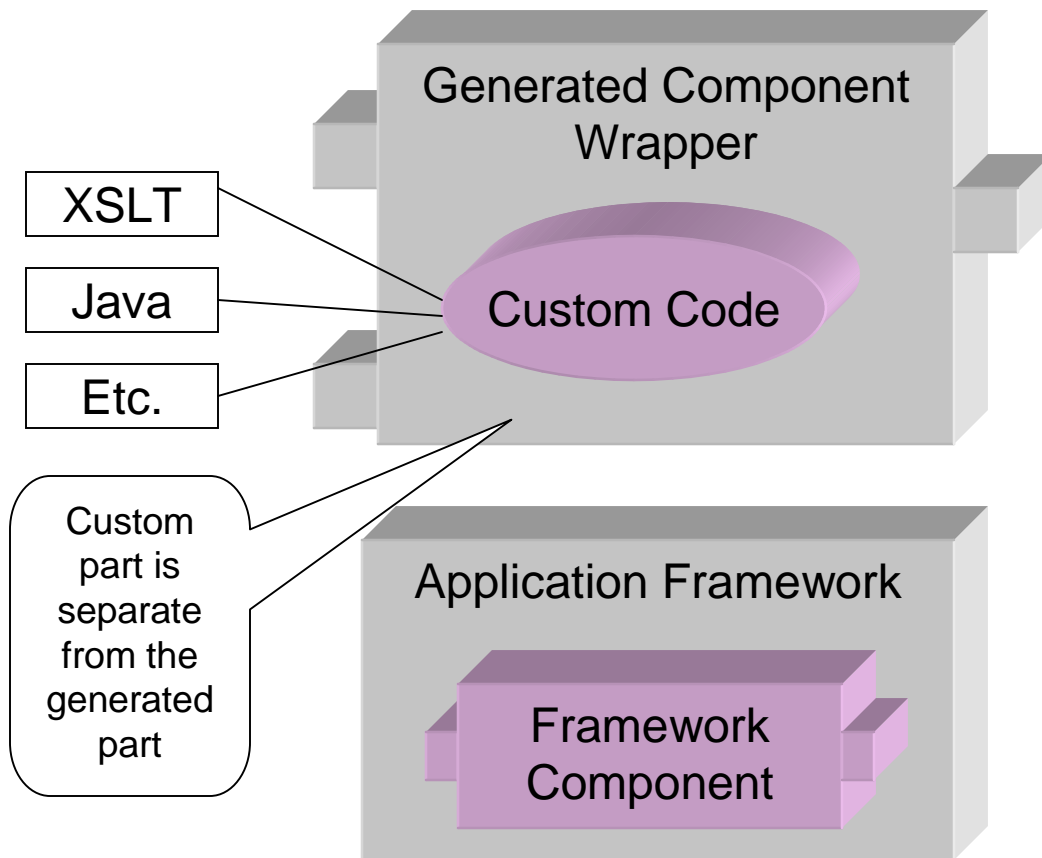 Generated Component
Wrapper
XSLT
Java
Etc.
Custom Code
Custom
part is
separate
from the
generated
part
Application Framework
Framework
Component